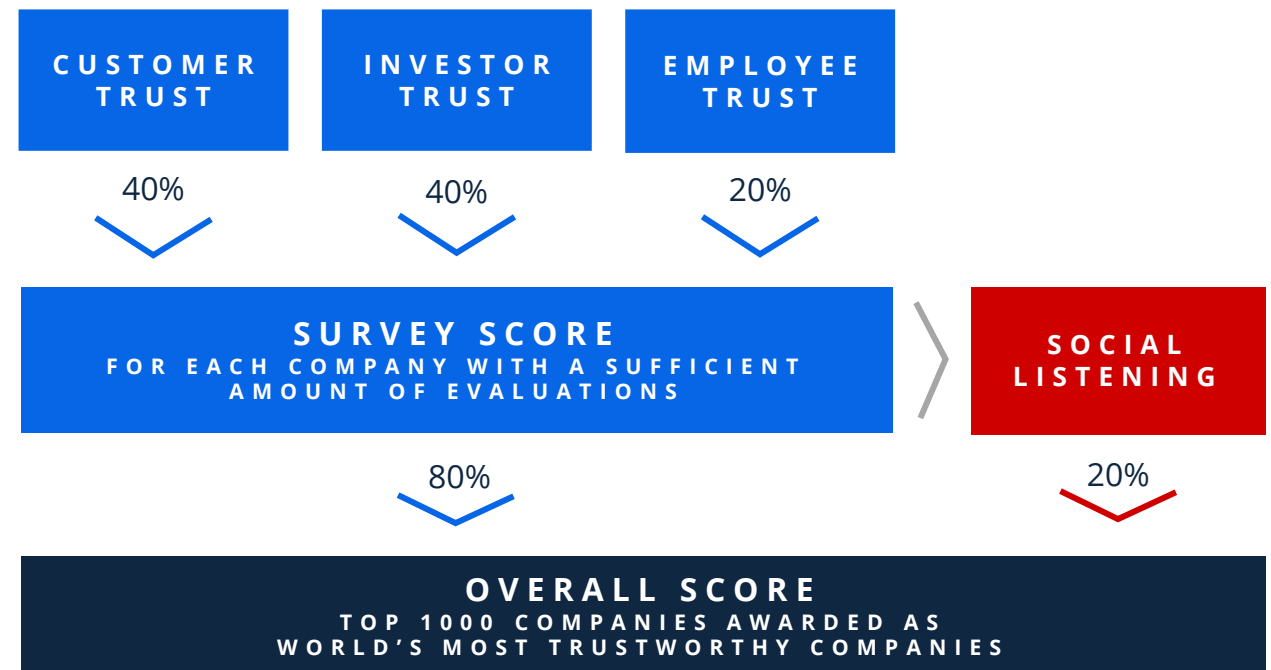 CUSTOMER
TRUST
INVESTOR
TRUST
EMPLOYEE
TRUST
40%
40%
20%
SURVEY SCORE
FOR EACH COMPANY WITH A SUFFICIENT
AMOUNT OF EVALUATIONS
SOCIAL
LISTENING
80%
20%
OVERALL SCORE
TOP 1000 COMPANIES AWARDED AS
WORLD’S MOST TRUSTWORTHY COMPANIES